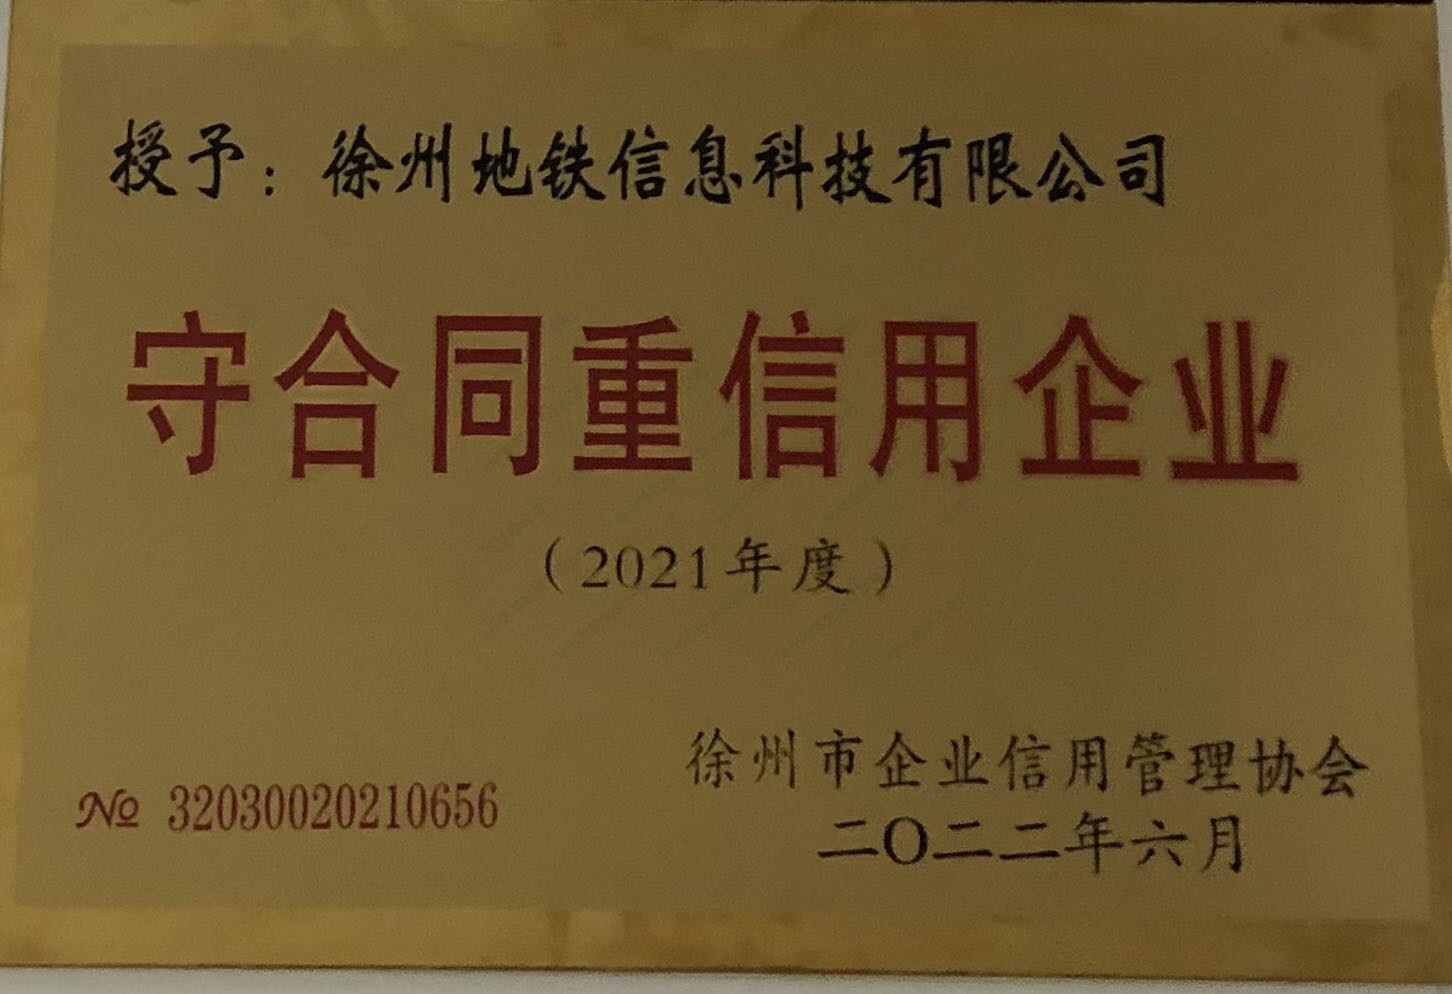 授予：徐州地铁信息科技有限公司
守合同重信用企业
（2021年度）
徐州市企业信用管理协会
№ 32030020210656
二〇二二年六月